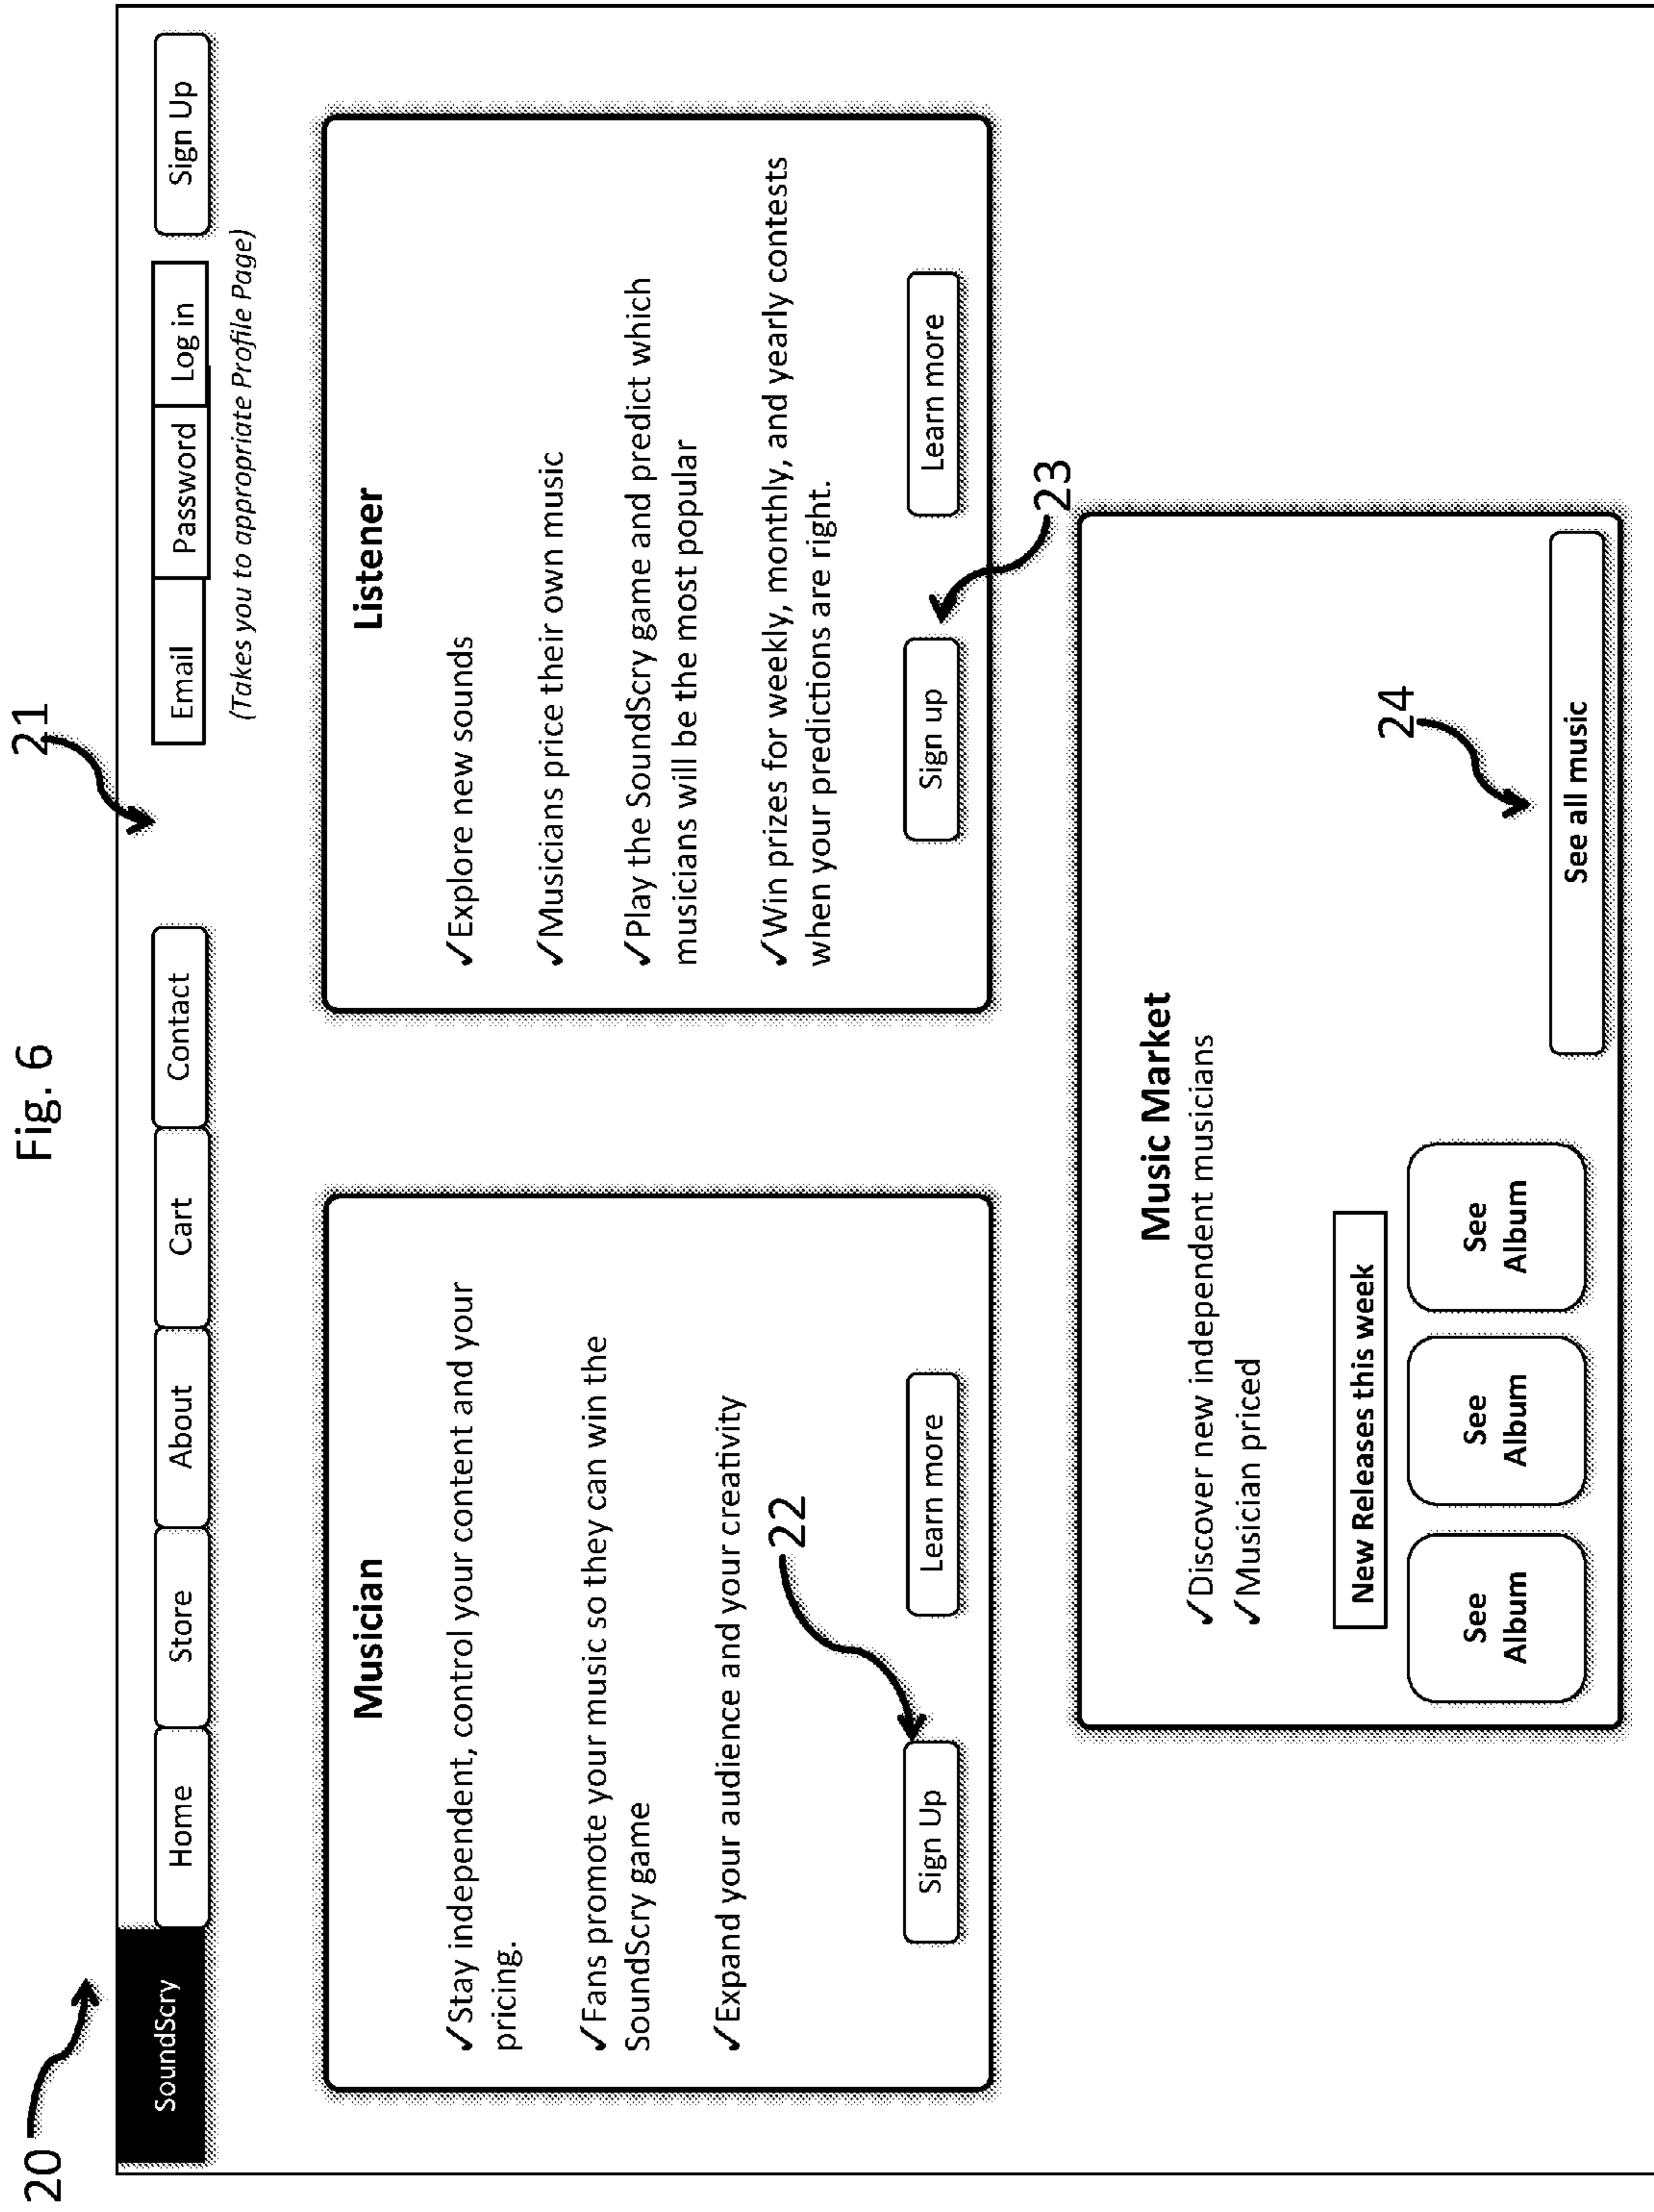 Fig. 6
20
21
SoundScry
Home
Store
About
Cart
Contact
Email
Password
Log in
Sign Up
(Takes you to appropriate Profile Page)
Musician
✓Stay independent, control your content and your
pricing.
✓Fans promote your music so they can win the
SoundScry game
✓Expand your audience and your creativity
22
Sign Up
Learn more
Listener
✓Explore new sounds
✓Musicians price their own music
✓Play the SoundScry game and predict which
musicians will be the most popular
✓Win prizes for weekly, monthly, and yearly contests
when your predictions are right.
Sign up
Learn more
23
Music Market
✓Discover new independent musicians
✓Musician priced
New Releases this week
See
Album
See
Album
See
Album
24
See all music